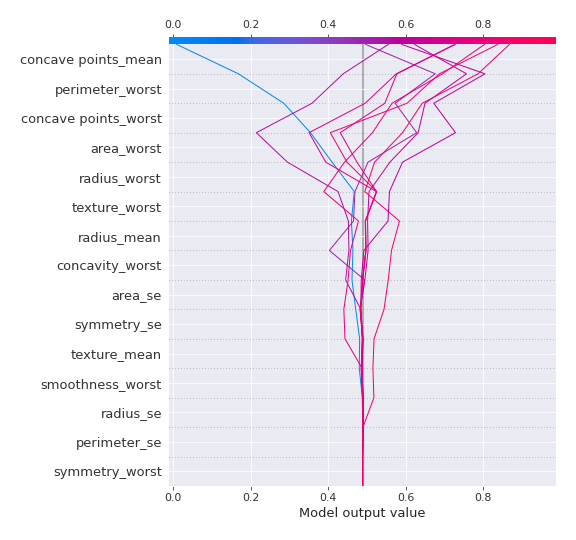 0.0 0.2 0.4 0.6 0.8
concave points_mean
perimeter_worst
concave points_worst
area_worst
radius_worst
texture_worst
radius_mean
concavity_worst
area_se
symmetry_se
texture_mean
smoothness_worst
radius_se
perimeter_se
symmetry_worst
0.0 0.2 0.4 0.6 0.8
Model output value